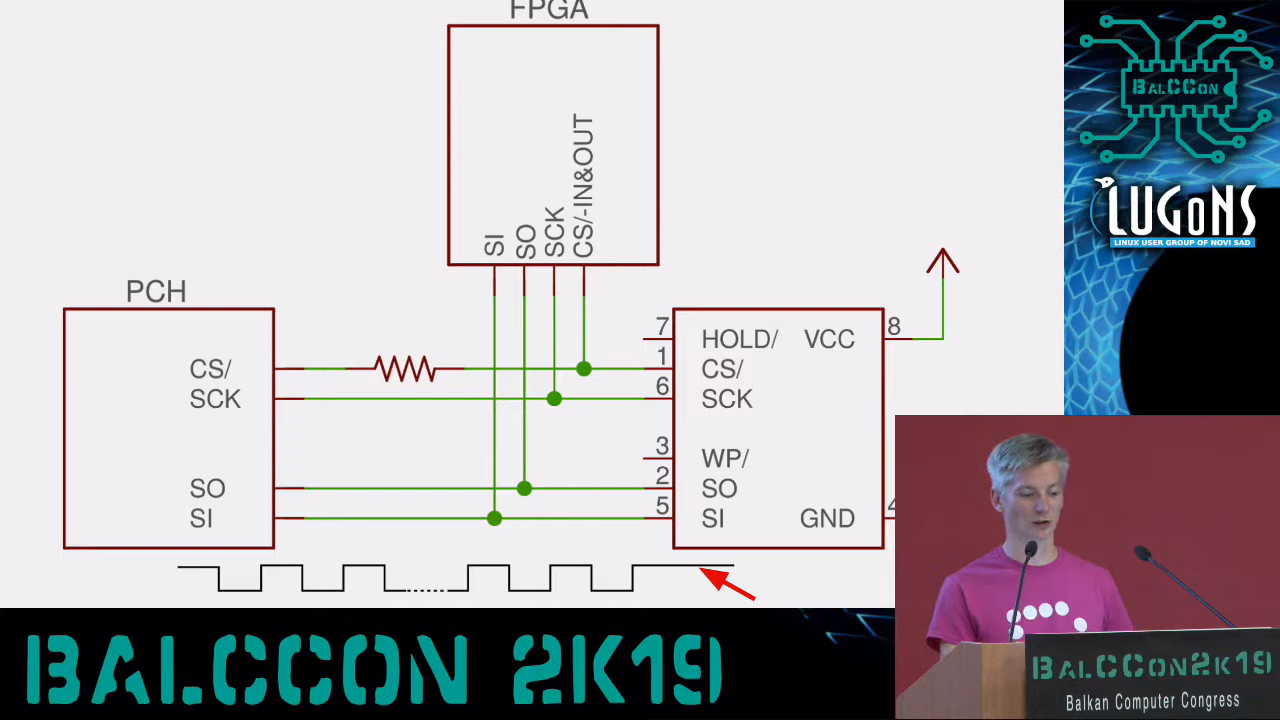 FPGA
SI
SO
SCK
CS/-IN&OUT
PCH
CS/
SCK
SO
SI
7
1
6
3
2
5
HOLD/
CS/
SCK
WP/
SO
SI
VCC
GND
8
4
BALCCON
LUGONS
LINUX USER GROUP OF NOVI SAD
BALCCON 2K19
BALCCON2K19
Balkan Computer Congress